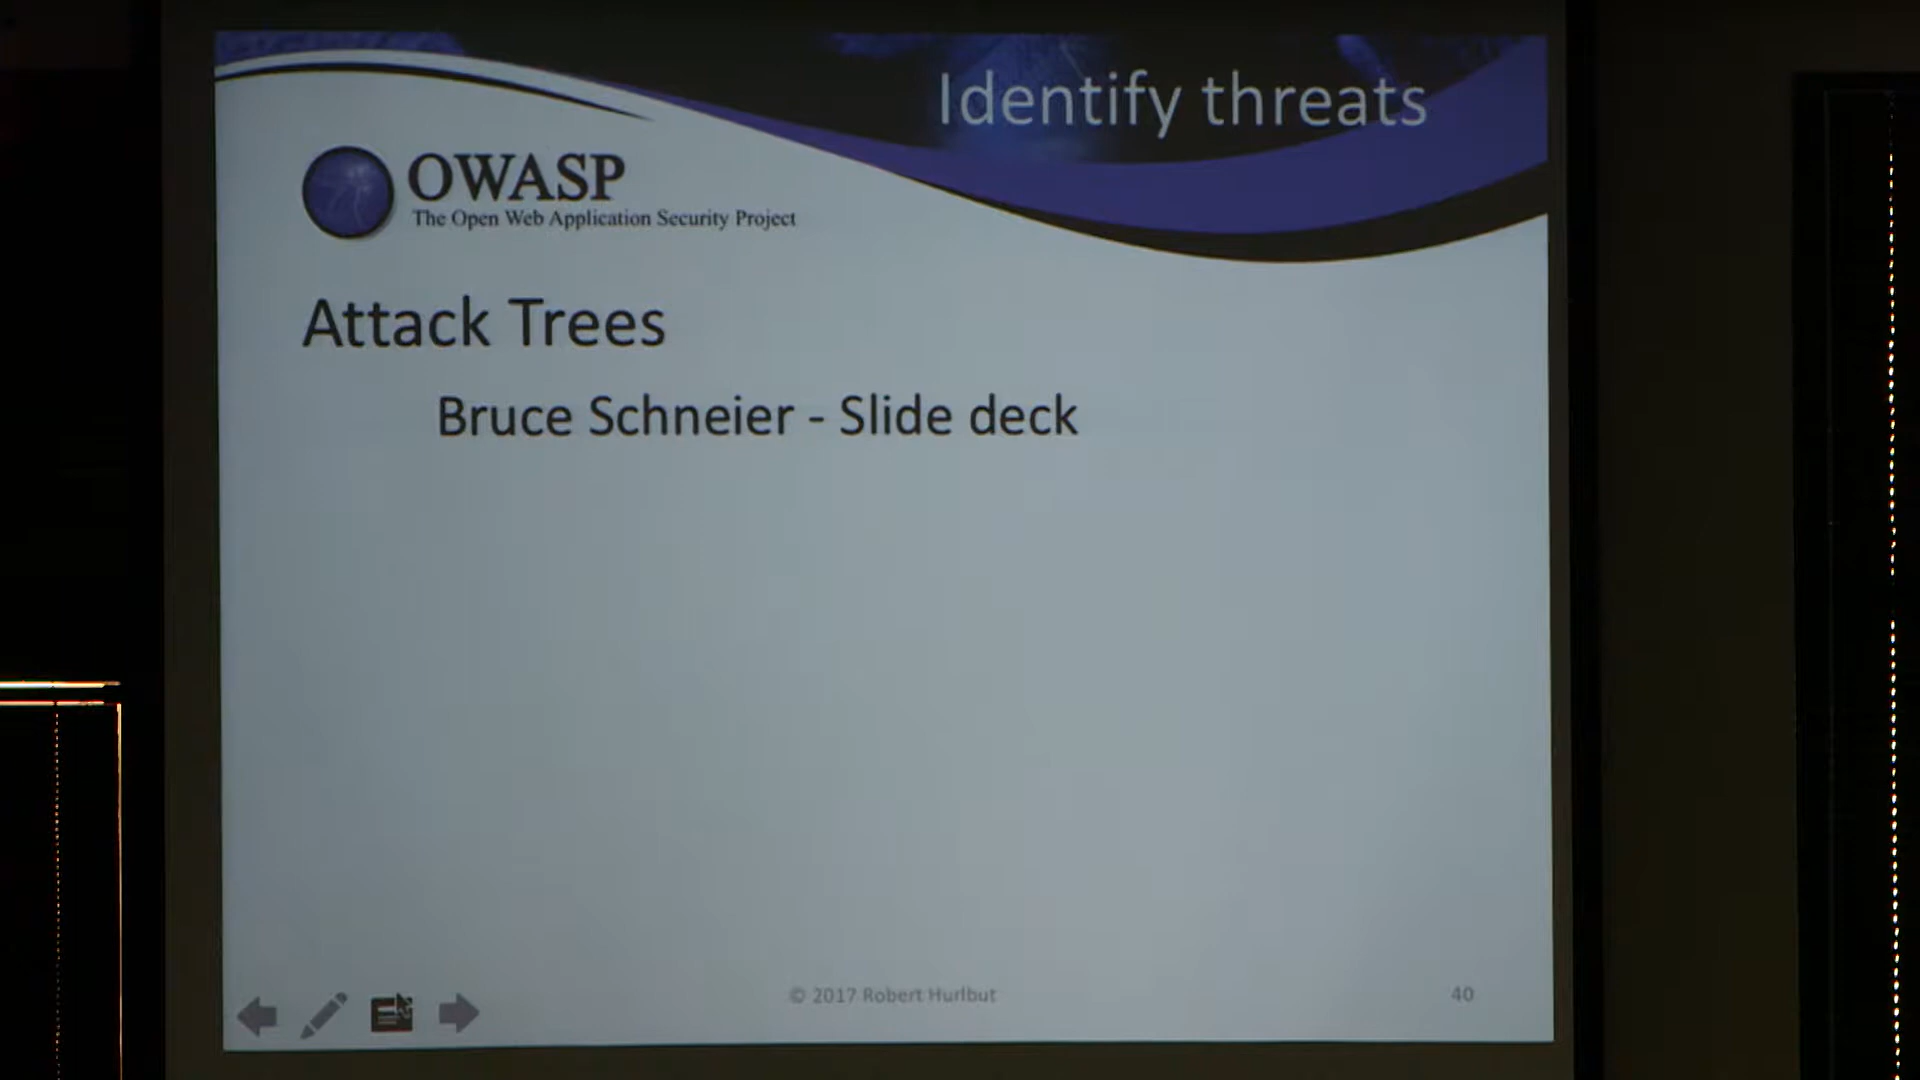 Identify threats
OWASP
The Open Web Application Security Project
Attack Trees
Bruce Schneier - Slide deck
© 2017 Robert Hurlbut
40